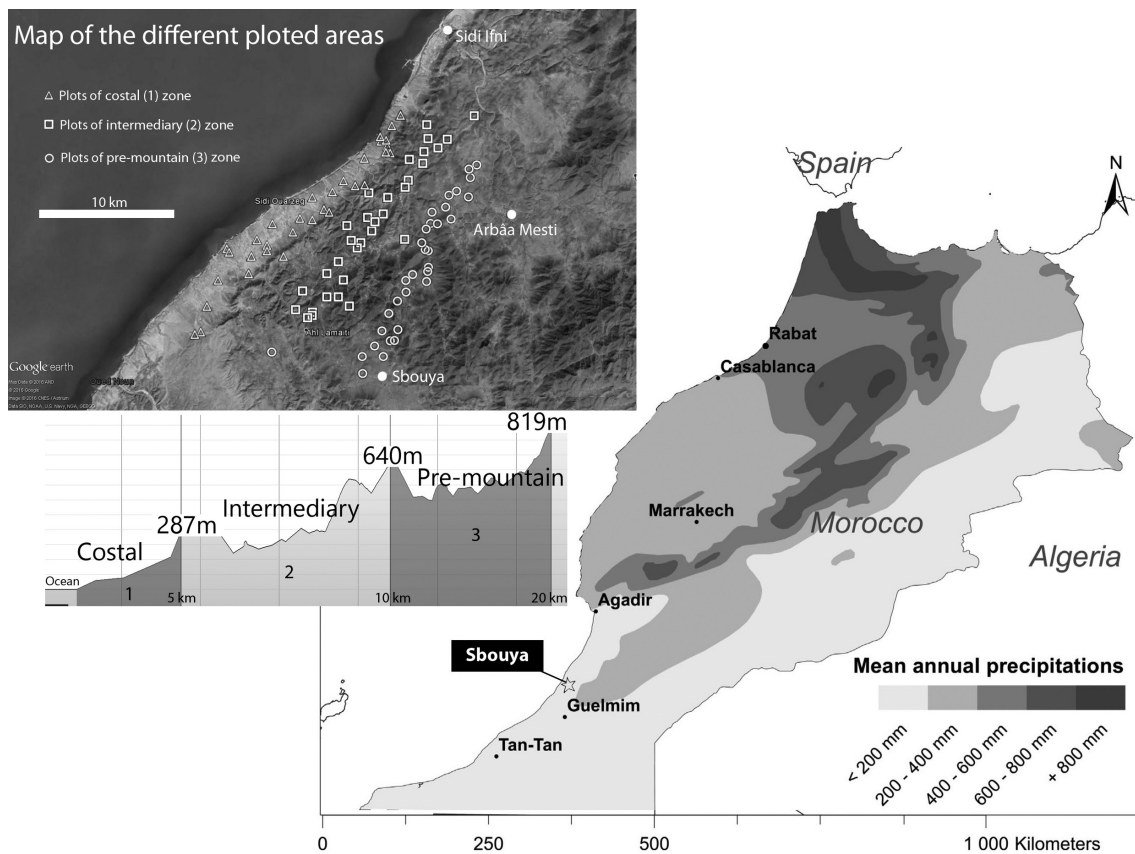 Map of the different ploted areas
Sidi Ifni
Plots of costal (1) zone
Plots of intermediary (2) zone
Plots of pre-mountain (3) zone
10 km
Sidi Oualzeg
Arbâa Mesti
Ahl Lamaiti
Google earth
Sbouya
Spain
N
Rabat
Casablanca
Marrakech
Morocco
Algeria
Agadir
Sbouya
Guelmim
Tan-Tan
819m
640m
Pre-mountain
Intermediary
287m
Costal
3
2
Ocean
1
5 km
10 km
20 km
Mean annual precipitations
< 200 mm
200 - 400 mm
400 - 600 mm
600 - 800 mm
+ 800 mm
0
250
500
1 000 Kilometers